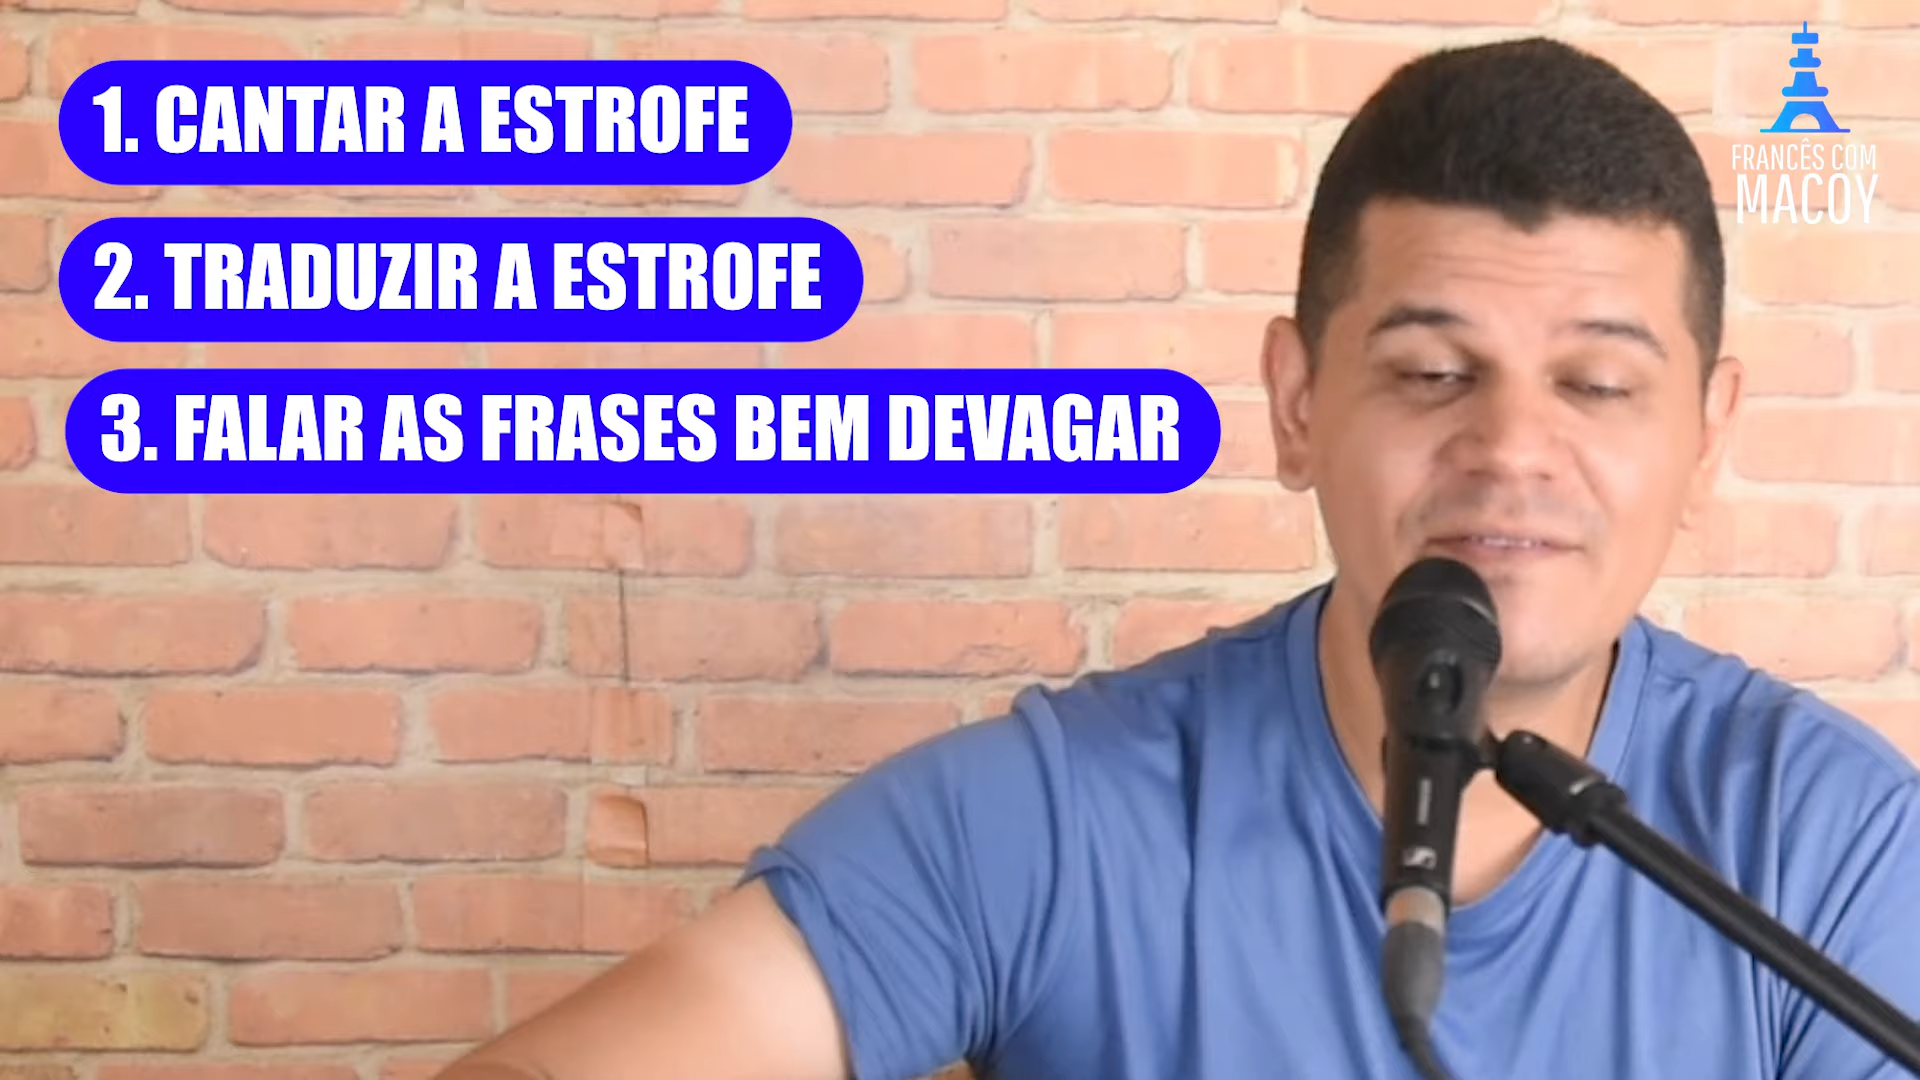 1. CANTAR A ESTROFE
2. TRADUZIR A ESTROFE
3. FALAR AS FRASES BEM DEVAGAR
FRANCÊS COM
MACOY